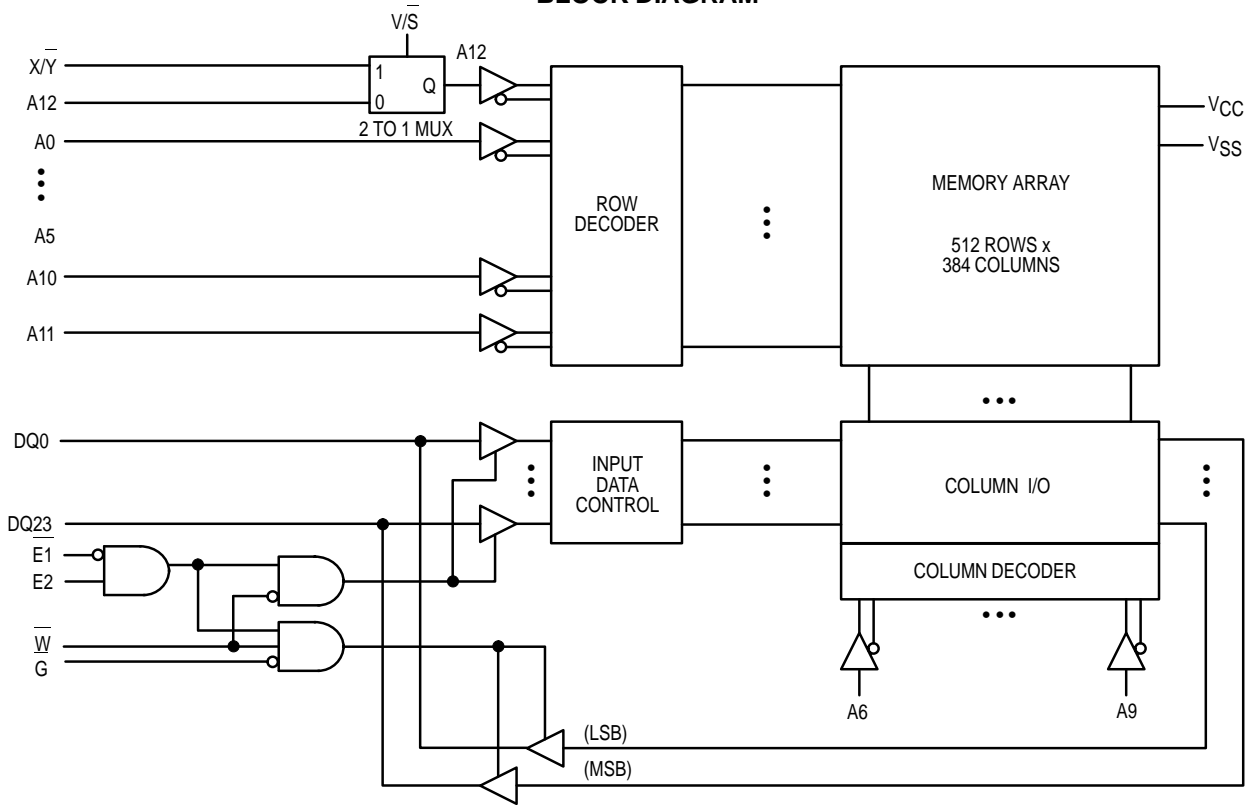 BLOCK DIAGRAM
V/S̅
X/Y̅
A12
1
Q
A12
0
2 TO 1 MUX
A0
A5
A10
A11
ROW
DECODER
MEMORY ARRAY
512 ROWS x
384 COLUMNS
VCC
VSS
DQ0
DQ23
E̅1̅
E2
W̅
G̅
INPUT
DATA
CONTROL
COLUMN I/O
COLUMN DECODER
A6
A9
(LSB)
(MSB)